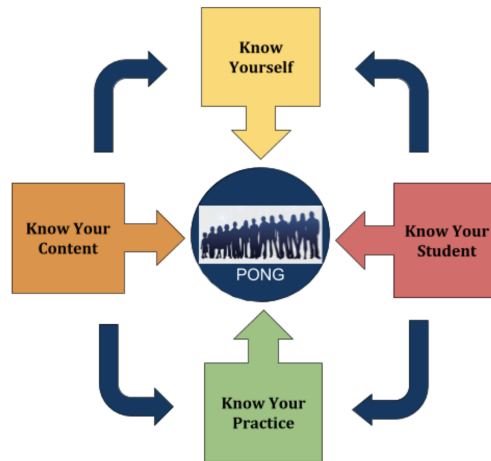 Know
Yourself
Know Your
Content
PONG
Know Your
Student
Know Your
Practice